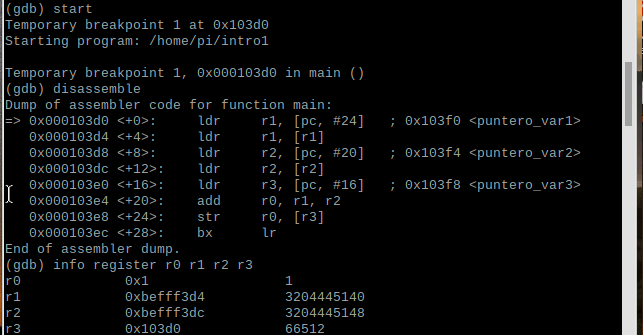 (gdb) start
Temporary breakpoint 1 at 0x103d0
Starting program: /home/pi/intro1
Temporary breakpoint 1, 0x000103d0 in main ()
(gdb) disassemble
Dump of assembler code for function main:
=> 0x000103d0 <+0>: ldr r1, [pc, #24] ; 0x103f0 <puntero_var1>
0x000103d4 <+4>: ldr r1, [r1]
0x000103d8 <+8>: ldr r2, [pc, #20] ; 0x103f4 <puntero_var2>
0x000103dc <+12>: ldr r2, [r2]
0x000103e0 <+16>: ldr r3, [pc, #16] ; 0x103f8 <puntero_var3>
0x000103e4 <+20>: add r0, r1, r2
0x000103e8 <+24>: str r0, [r3]
0x000103ec <+28>: bx lr
End of assembler dump.
(gdb) info register r0 r1 r2 r3
r0 0x1 1
r1 0xbefff3d4 3204445140
r2 0xbefff3dc 3204445148
r3 0x103d0 66512